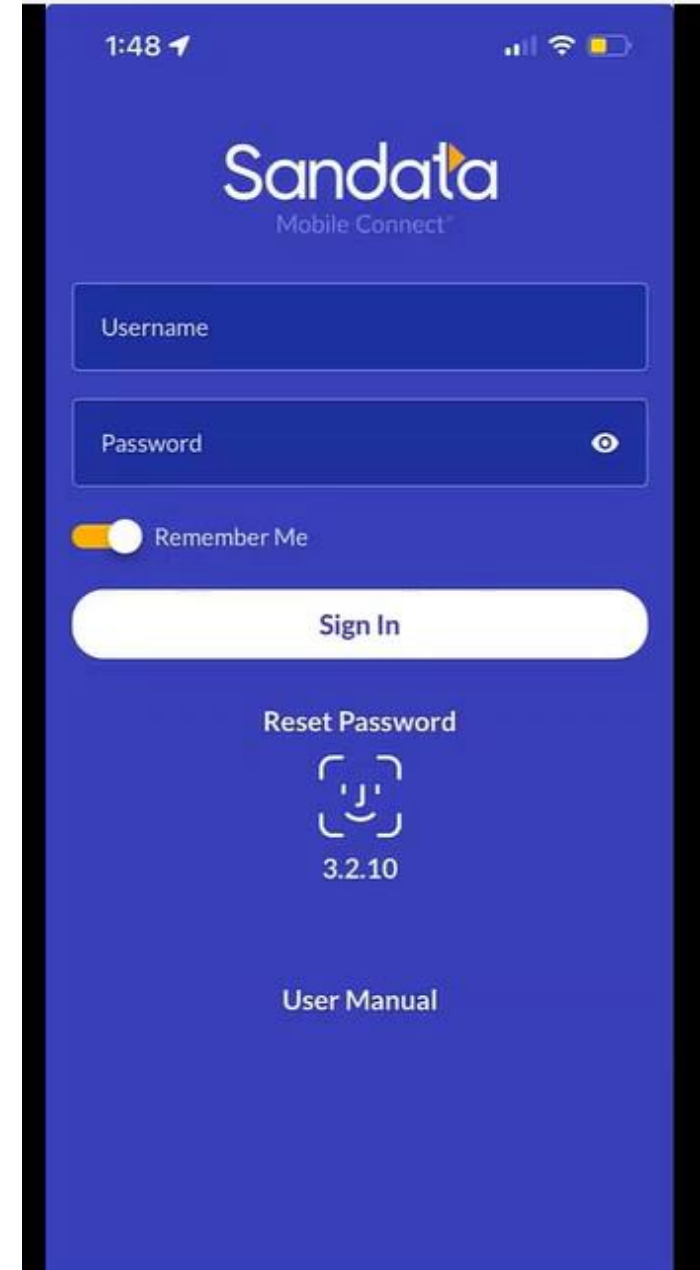 1:48
Sandata
Mobile Connect®
Username
Password
Remember Me
Sign In
Reset Password
3.2.10
User Manual